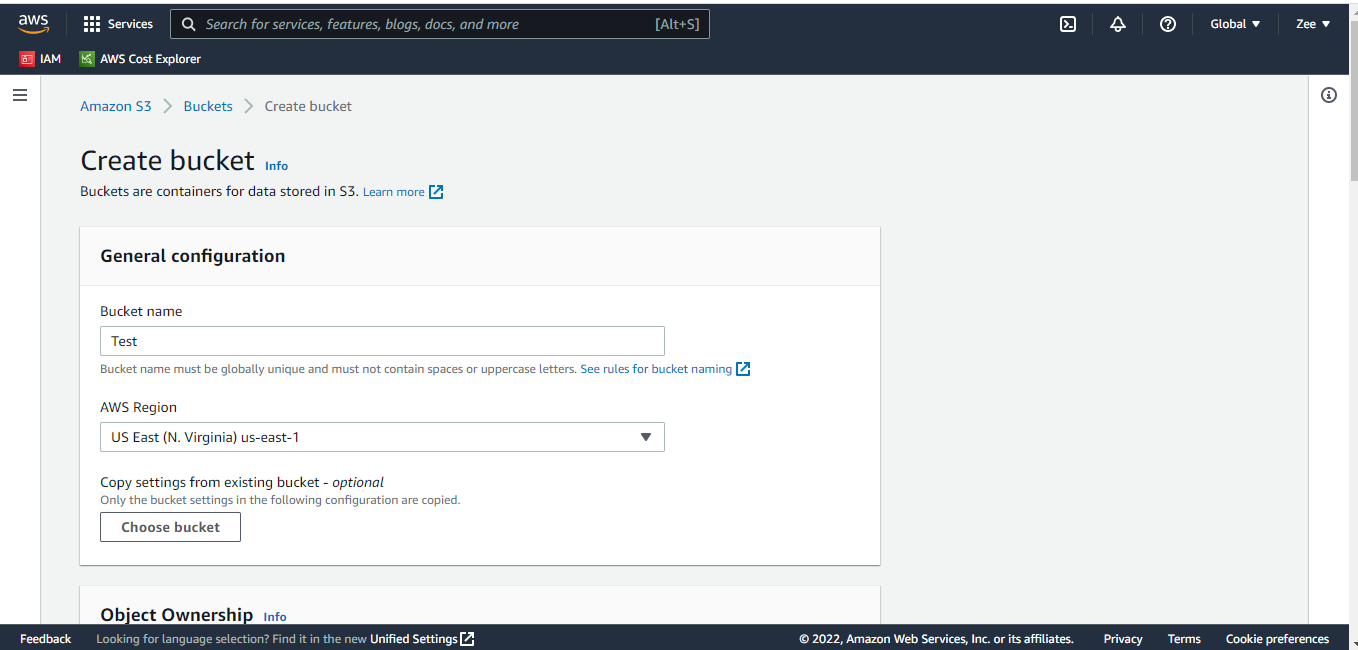 aws Services Search for services, features, blogs, docs, and more [Alt+S] Global Zee
IAM AWS Cost Explorer
Amazon S3 Buckets Create bucket
Create bucket Info
Buckets are containers for data stored in S3. Learn more
General configuration
Bucket name
Test
Bucket name must be globally unique and must not contain spaces or uppercase letters. See rules for bucket naming
AWS Region
US East (N. Virginia) us-east-1
Copy settings from existing bucket - optional
Only the bucket settings in the following configuration are copied.
Choose bucket
Object Ownership Info
Feedback Looking for language selection? Find it in the new Unified Settings © 2022, Amazon Web Services, Inc. or its affiliates. Privacy Terms Cookie preferences